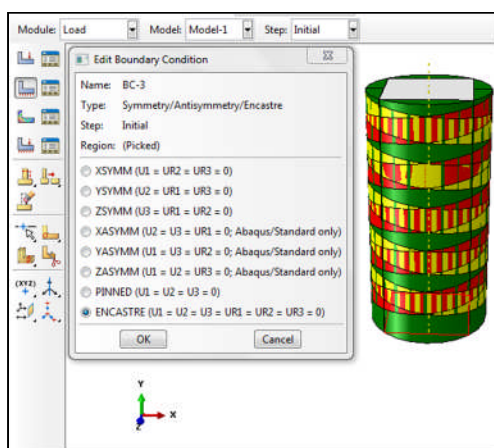 Module: Load Model: Model-1 Step: Initial
Edit Boundary Condition
Name: BC-3
Type: Symmetry/Antisymmetry/Encastre
Step: Initial
Region: (Picked)
XSYMM (U1 = UR2 = UR3 = 0)
YSYMM (U2 = UR1 = UR3 = 0)
ZSYMM (U3 = UR1 = UR2 = 0)
XASYMM (U2 = U3 = UR1 = 0; Abaqus/Standard only)
YASYMM (U1 = U3 = UR2 = 0; Abaqus/Standard only)
ZASYMM (U1 = U2 = UR3 = 0; Abaqus/Standard only)
PINNED (U1 = U2 = U3 = 0)
ENCASTRE (U1 = U2 = U3 = UR1 = UR2 = UR3 = 0)
OK Cancel
(XYZ)
Y
X
Z